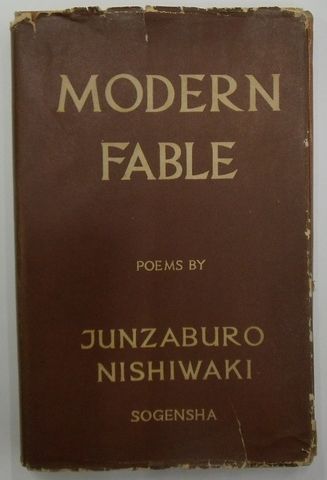 MODERN
FABLE
POEMS BY
JUNZABURO
NISHIWAKI
SOGENSHA